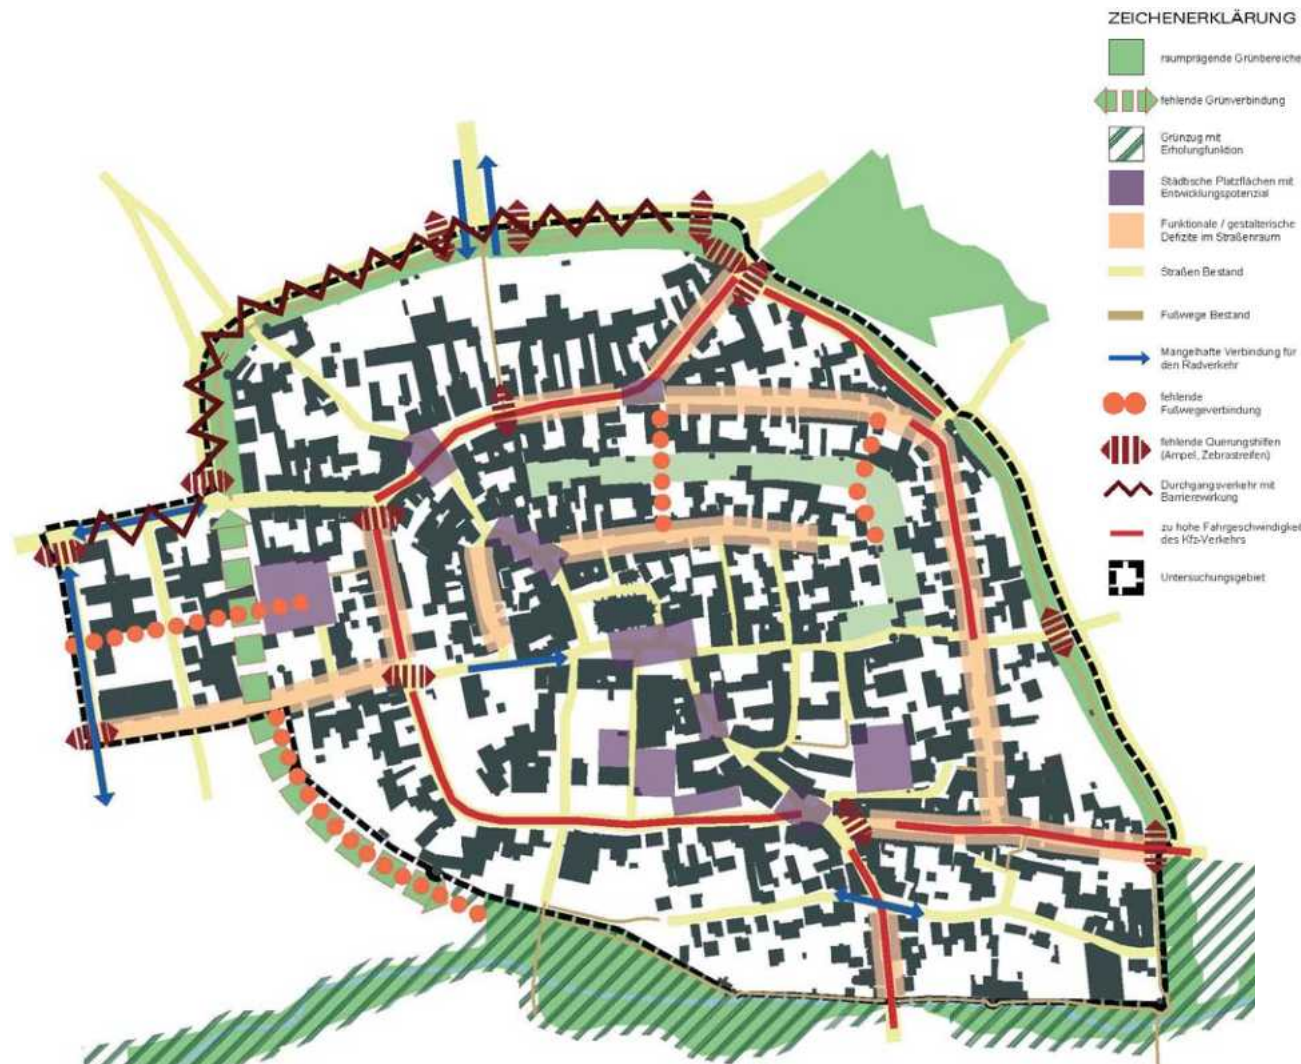 ZEICHENERKLÄRUNG
raumprägende Grünbereiche
fehlende Grünverbindung
Grünzug mit
Erholungfunktion
Städtische Platzflächen mit
Entwicklungspotenzial
Funktionale / gestalterische
Defizite im Straßenraum
Straßen Bestand
Fußwege Bestand
Mangelhafte Verbindung für
den Radverkehr
fehlende
Fußwegeverbindung
fehlende Querungshilfen
(Ampel, Zebrastreifen)
Durchgangsverkehr mit
Barrierewirkung
zu hohe Fahrgeschwindigkei
des Kfz-Verkehrs
Untersuchungsgebiet